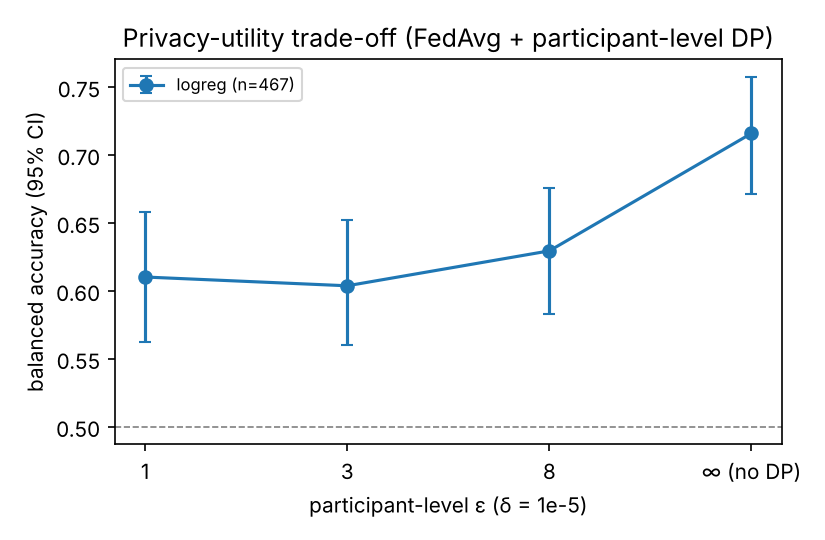 Privacy-utility trade-off (FedAvg + participant-level DP)
logreg (n=467)
balanced accuracy (95% CI)
0.75
0.70
0.65
0.60
0.55
0.50
1 3 8 ∞ (no DP)
participant-level ε (δ = 1e-5)